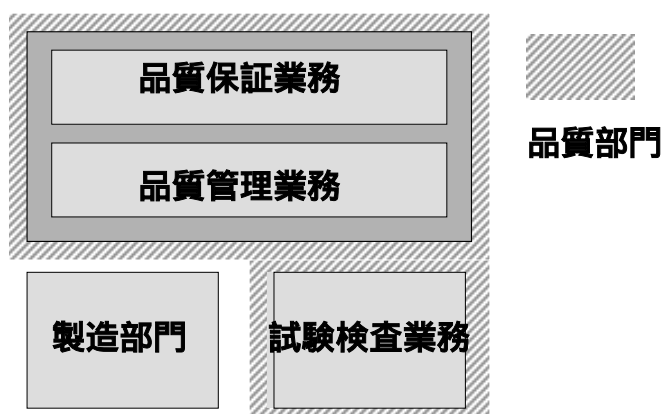 品質保証業務
品質部門
品質管理業務
製造部門
試験検査業務